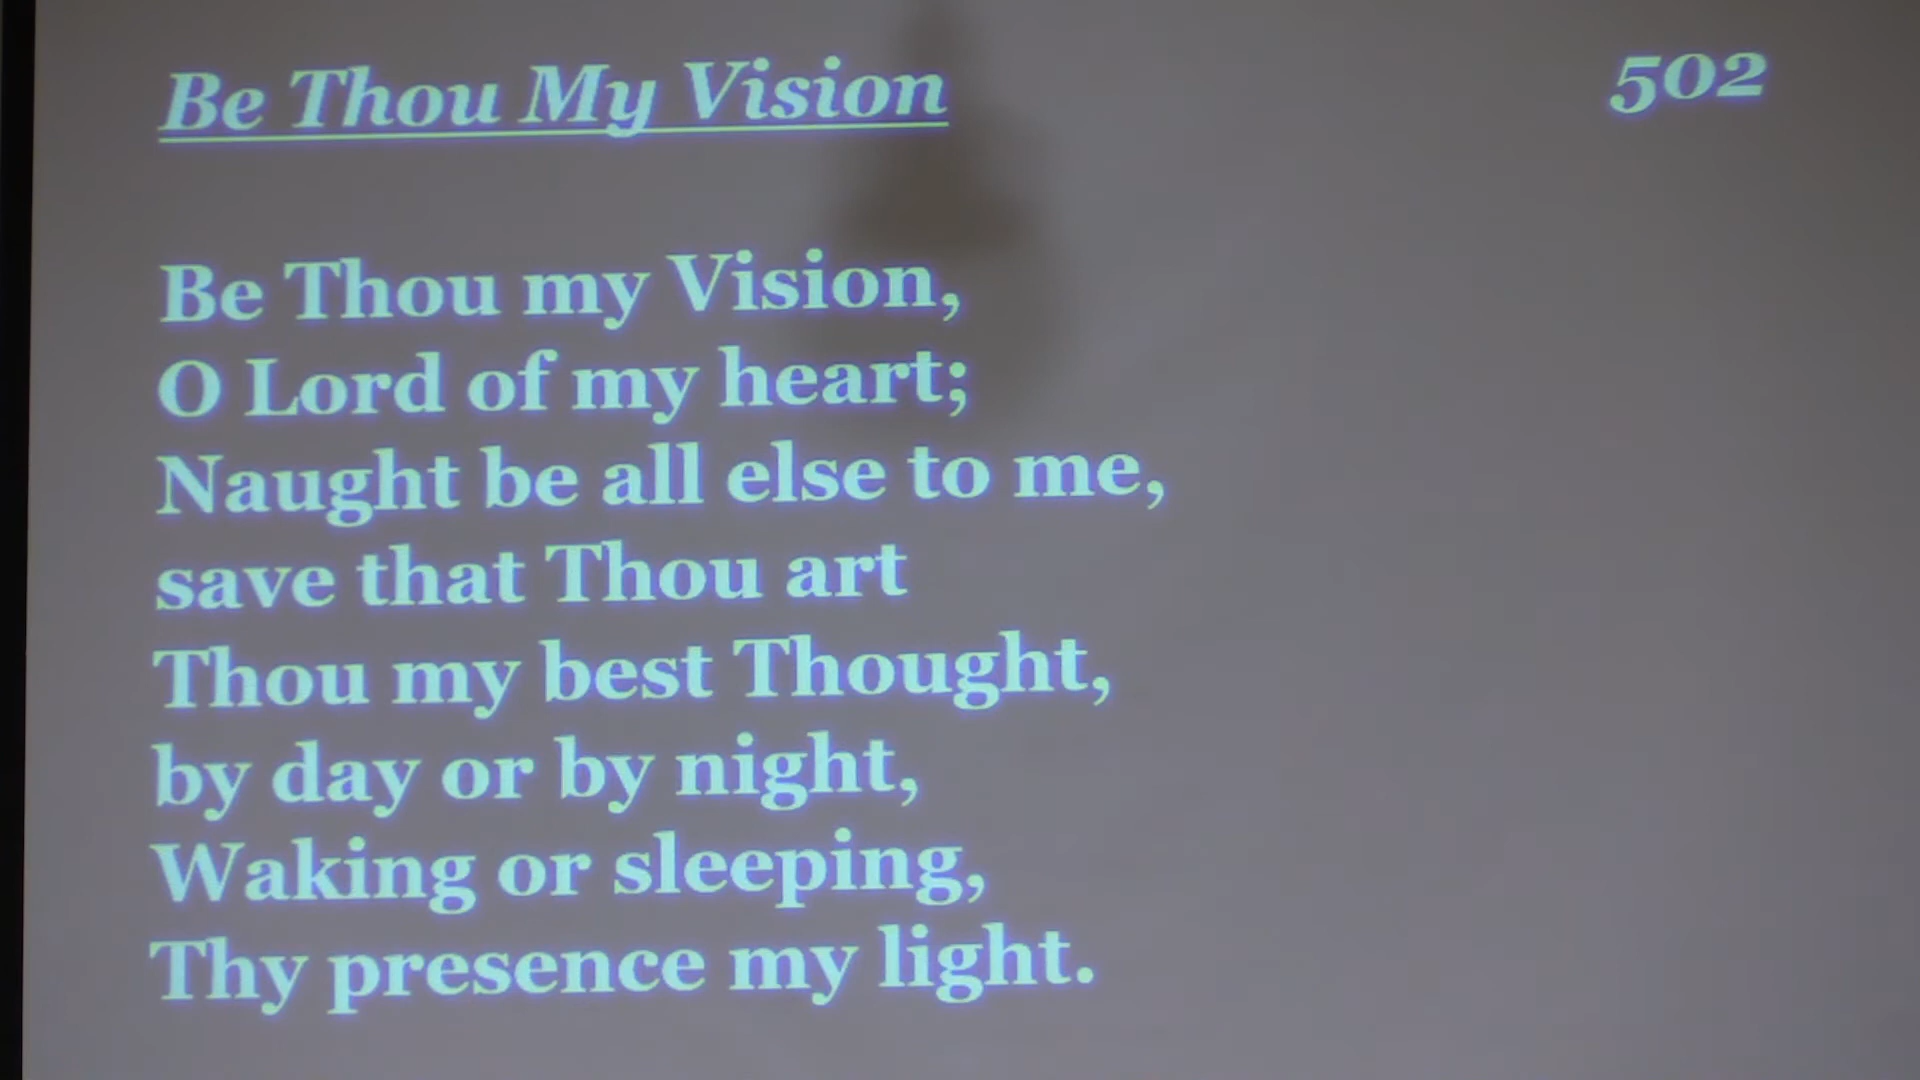 Be Thou My Vision 502
Be Thou my Vision,
O Lord of my heart;
Naught be all else to me,
save that Thou art
Thou my best Thought,
by day or by night,
Waking or sleeping,
Thy presence my light.